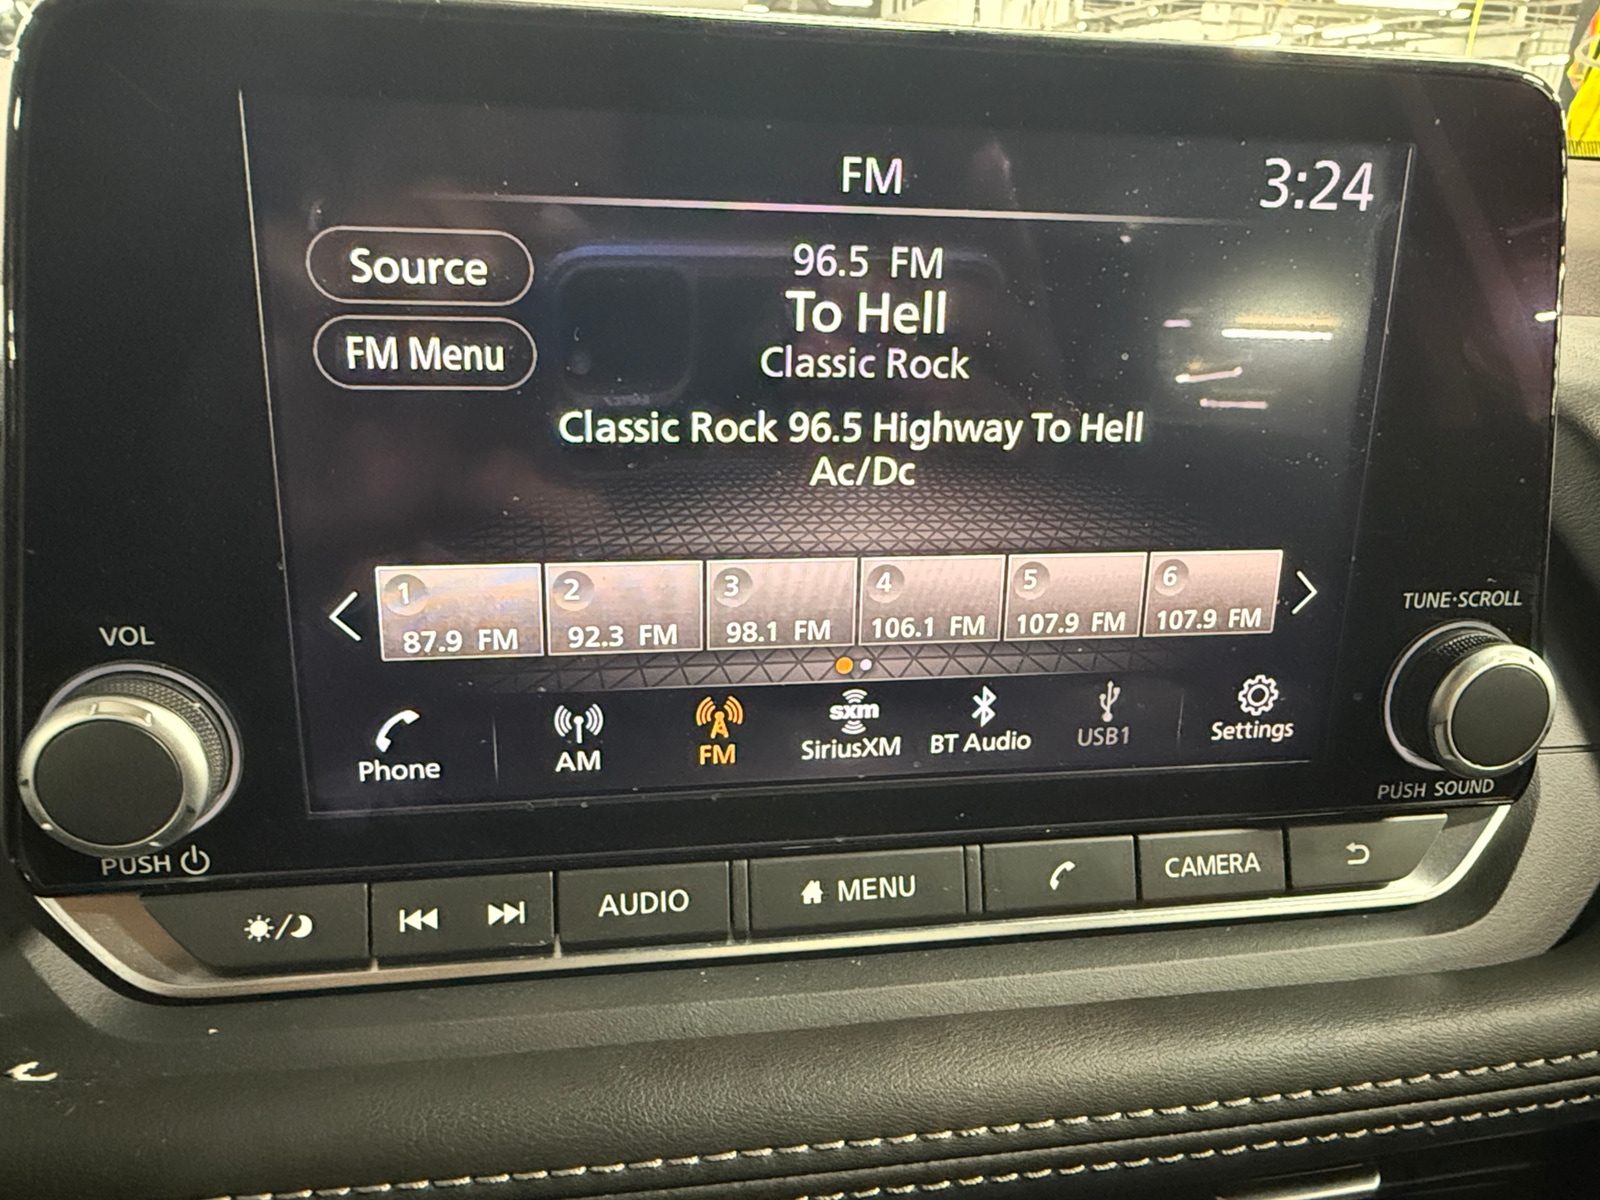 FM
3:24
Source
FM Menu
96.5 FM
To Hell
Classic Rock
Classic Rock 96.5 Highway To Hell
Ac/Dc
1
87.9 FM
2
92.3 FM
3
98.1 FM
4
106.1 FM
5
107.9 FM
6
107.9 FM
Phone
AM
FM
sxm
SiriusXM
BT Audio
USB1
Settings
VOL
PUSH
TUNE·SCROLL
PUSH SOUND
AUDIO
MENU
CAMERA